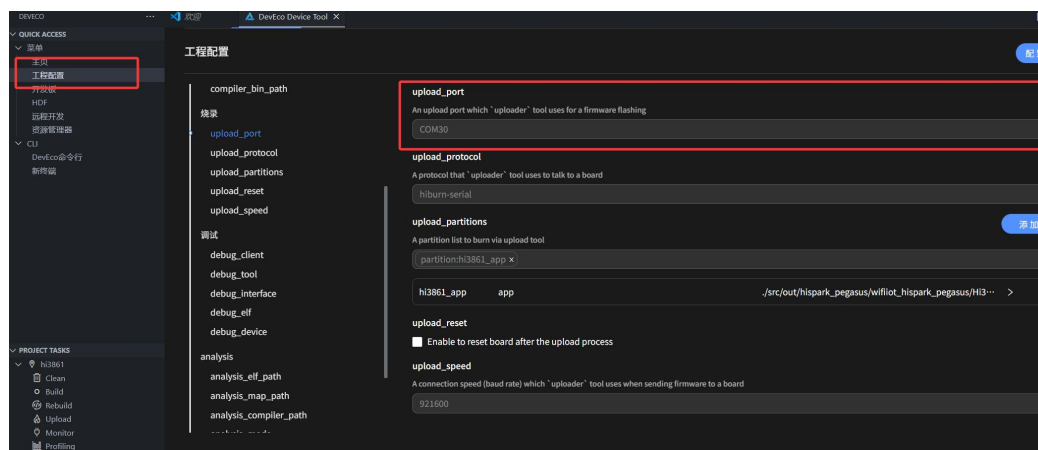 DEVECO ···
欢迎
DevEco Device Tool ×
QUICK ACCESS
菜单
主页
工程配置
开发板
HDF
远程开发
资源管理器
CLI
DevEco命令行
新终端
PROJECT TASKS
hi3861
Clean
Build
Rebuild
Upload
Monitor
Profiling
工程配置
compiler_bin_path
烧录
upload_port
upload_protocol
upload_partitions
upload_reset
upload_speed
调试
debug_client
debug_tool
debug_interface
debug_elf
debug_device
analysis
analysis_elf_path
analysis_map_path
analysis_compiler_path
upload_port
An upload port which `uploader` tool uses for a firmware flashing
COM30
upload_protocol
A protocol that `uploader` tool uses to talk to a board
hiburn-serial
upload_partitions
添加
A partition list to burn via upload tool
partition:hi3861_app ×
hi3861_app app ./src/out/hispark_pegasus/wifiiot_hispark_pegasus/Hi3··· >
upload_reset
Enable to reset board after the upload process
upload_speed
A connection speed (baud rate) which `uploader` tool uses when sending firmware to a board
921600